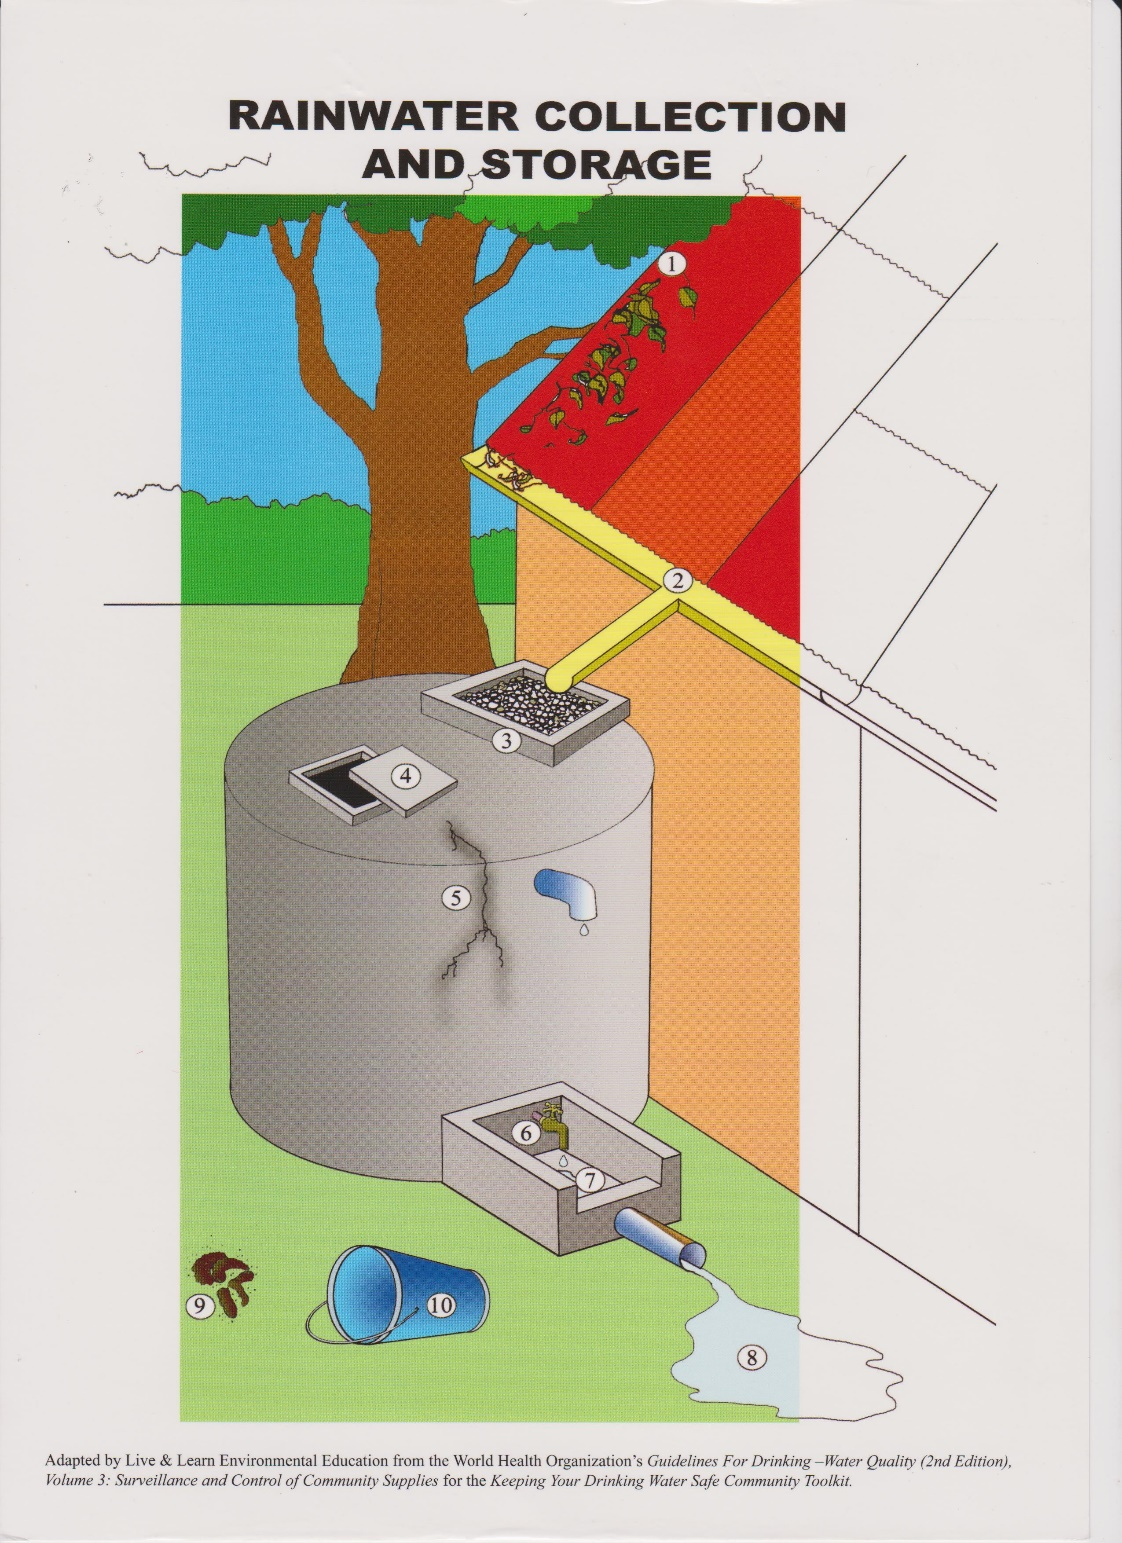 RAINWATER COLLECTION
AND STORAGE
1
2
3
4
5
6
7
8
9
10
Adapted by Live & Learn Environmental Education from the World Health Organization's Guidelines For Drinking –Water Quality (2nd Edition),
Volume 3: Surveillance and Control of Community Supplies for the Keeping Your Drinking Water Safe Community Toolkit.